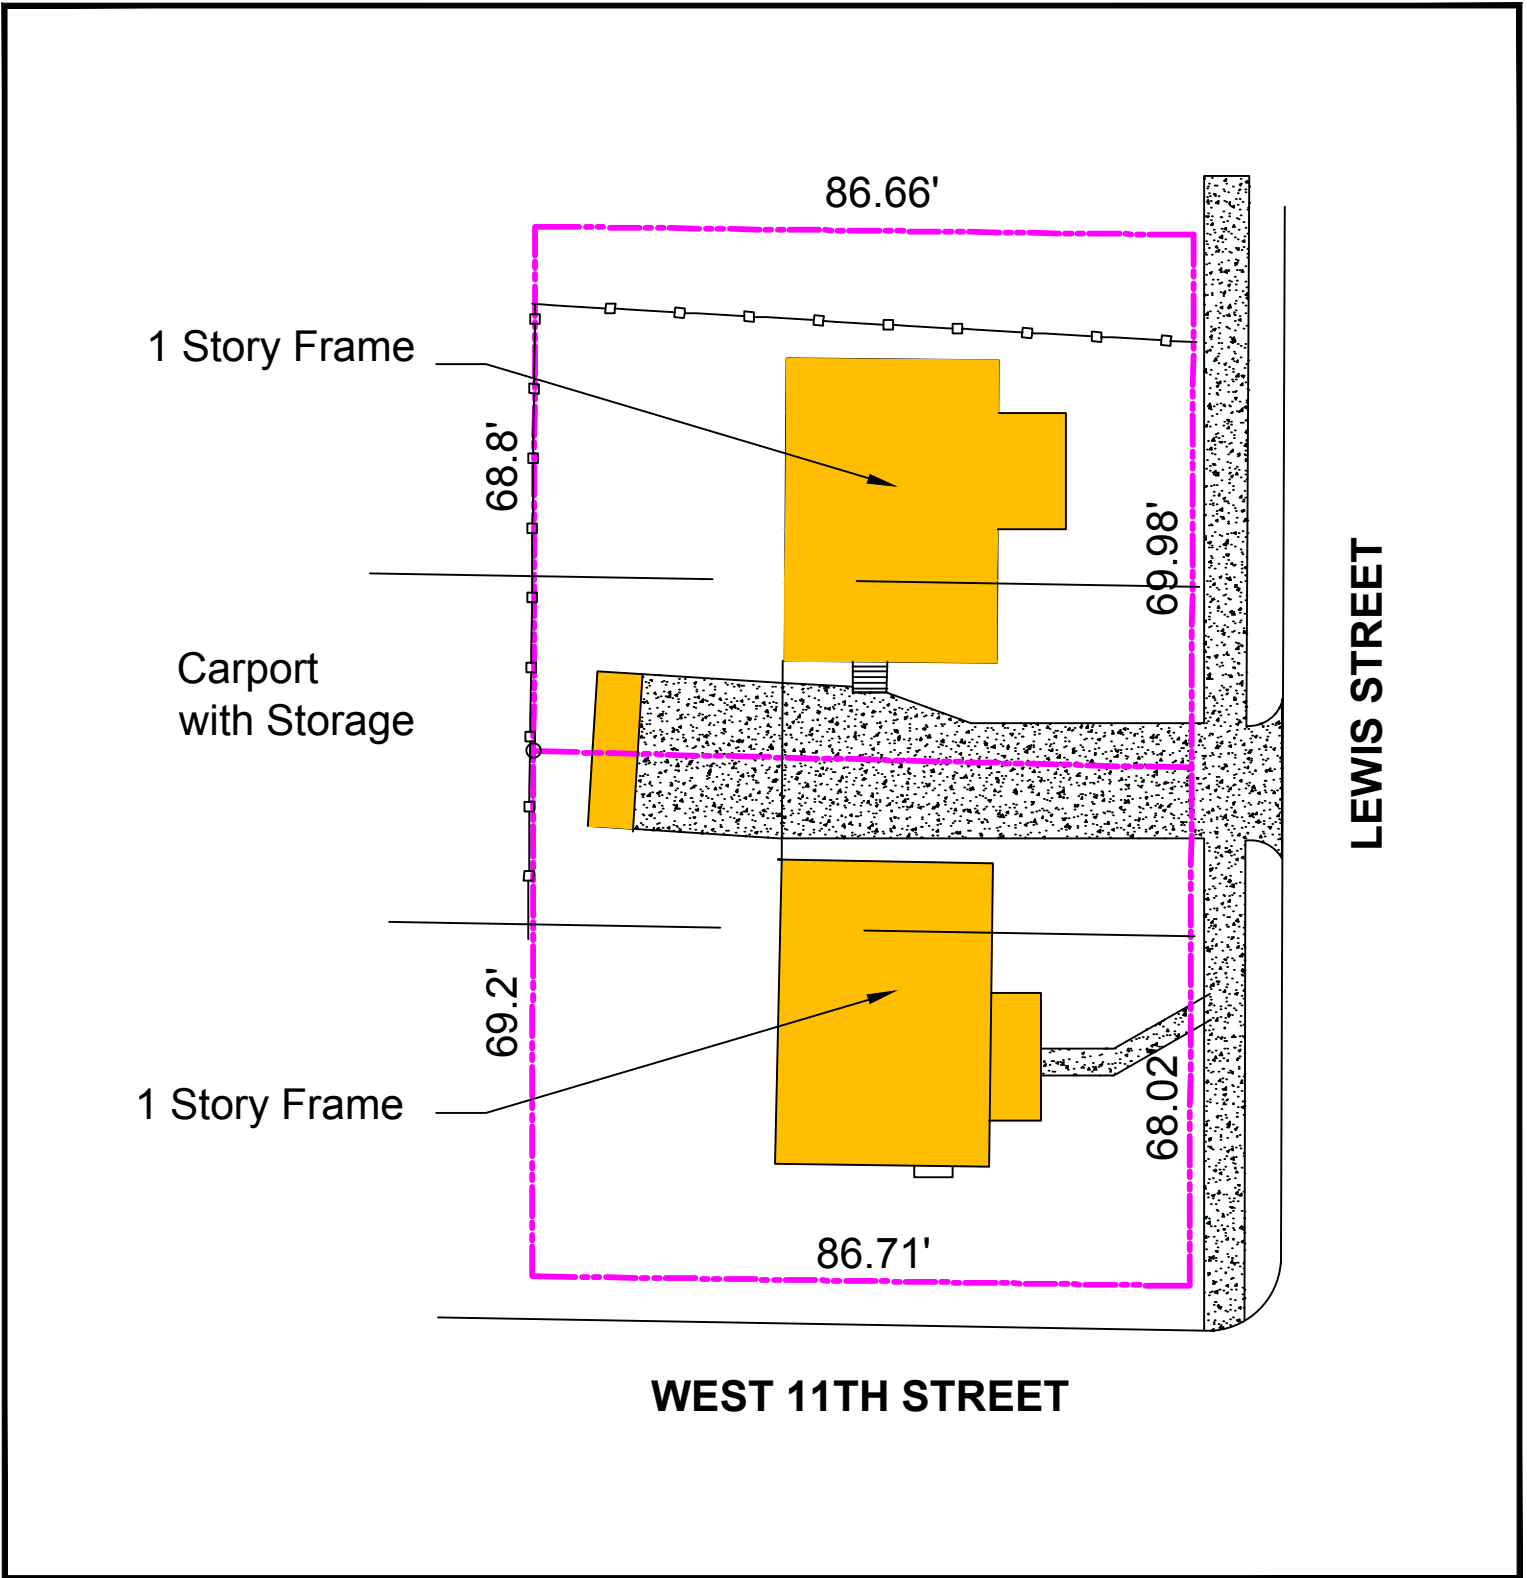 86.66'
1 Story Frame
68.8'
69.98'
LEWIS STREET
Carport
with Storage
69.2'
68.02'
1 Story Frame
86.71'
WEST 11TH STREET